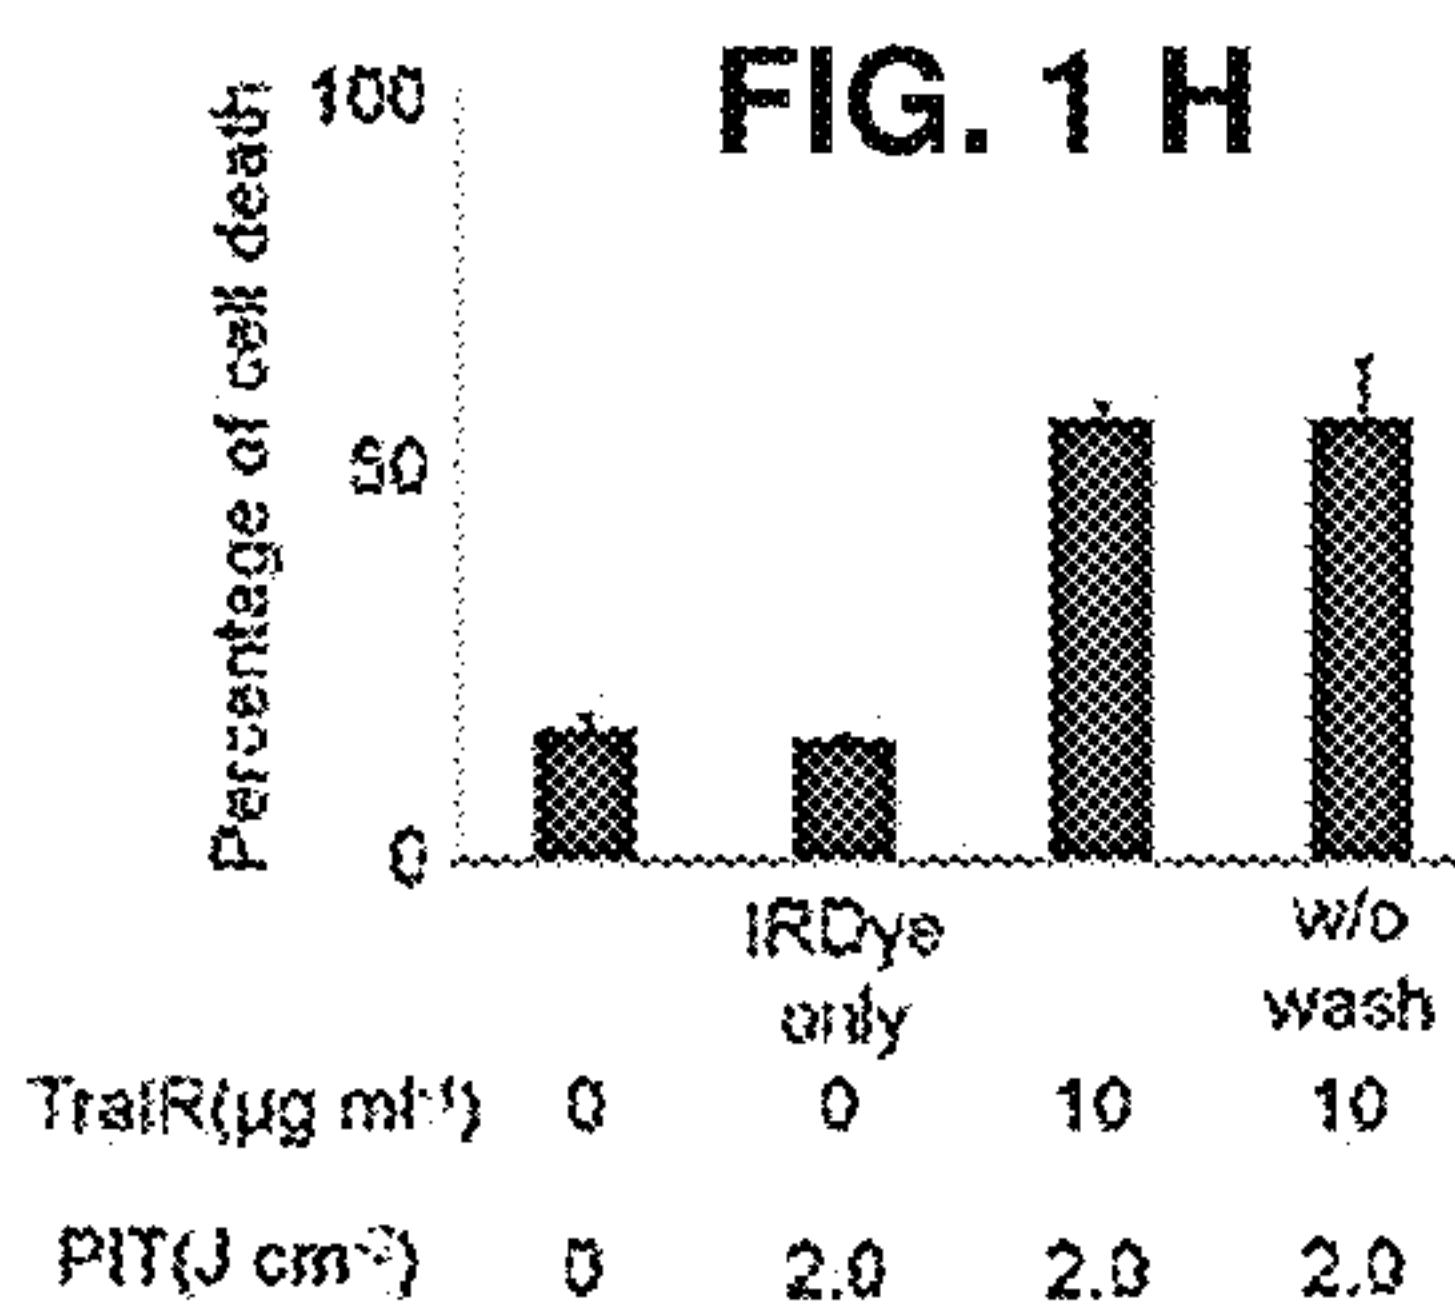 FIG. 1 H
Percentage of cell death
100
50
0
IRDye only
w/o wash
TraIR(µg ml⁻¹) 0 0 10 10
PIT(J cm⁻²) 0 2.0 2.0 2.0